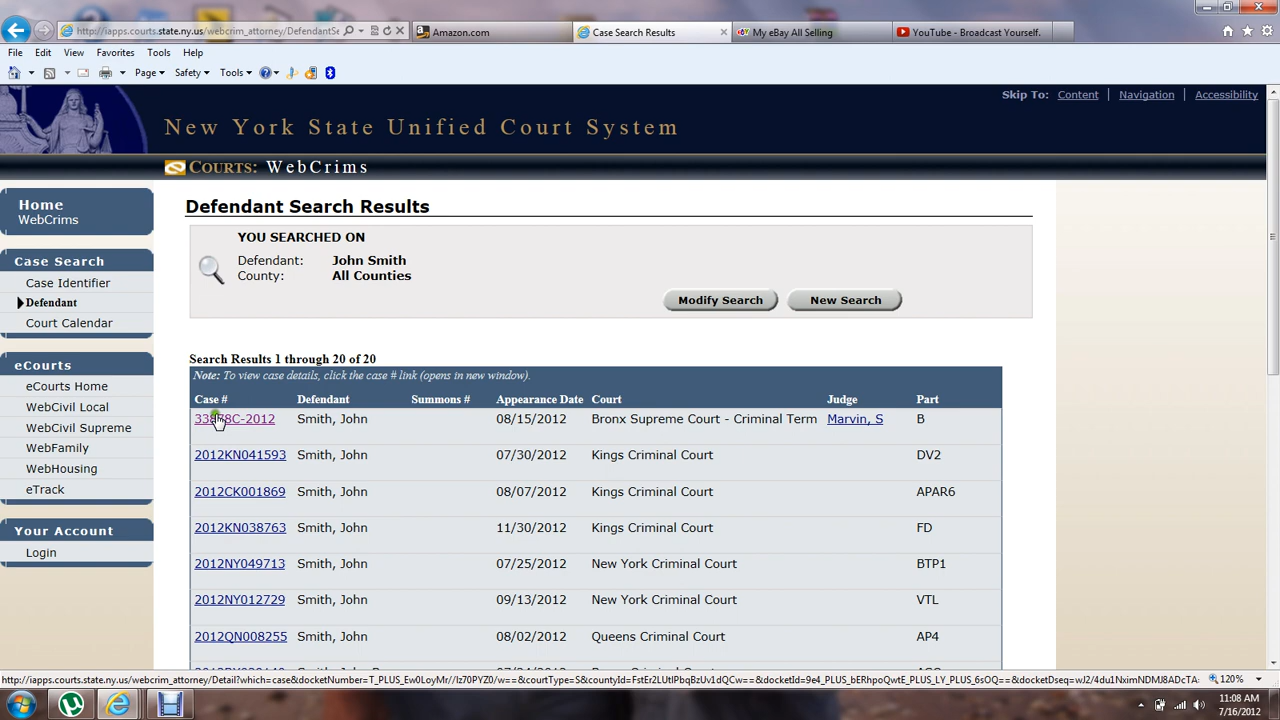 http://iapps.courts.state.ny.us/webcrim_attorney/DefendantSe
Amazon.com
Case Search Results
My eBay All Selling
YouTube - Broadcast Yourself.
File Edit View Favorites Tools Help
Page Safety Tools
Skip To: Content | Navigation | Accessibility
New York State Unified Court System
COURTS: WebCrims
Home
WebCrims
Case Search
Case Identifier
Defendant
Court Calendar
eCourts
eCourts Home
WebCivil Local
WebCivil Supreme
WebFamily
WebHousing
eTrack
Your Account
Login
Defendant Search Results
YOU SEARCHED ON
Defendant: John Smith
County: All Counties
Modify Search New Search
Search Results 1 through 20 of 20
Note: To view case details, click the case # link (opens in new window).
Case # Defendant Summons # Appearance Date Court Judge Part
Smith, John 08/15/2012 Bronx Supreme Court - Criminal Term Marvin, S B
2012KN041593 Smith, John 07/30/2012 Kings Criminal Court DV2
2012CK001869 Smith, John 08/07/2012 Kings Criminal Court APAR6
2012KN038763 Smith, John 11/30/2012 Kings Criminal Court FD
2012NY049713 Smith, John 07/25/2012 New York Criminal Court BTP1
2012NY012729 Smith, John 09/13/2012 New York Criminal Court VTL
2012QN008255 Smith, John 08/02/2012 Queens Criminal Court AP4
120%
11:08 AM
7/16/2012